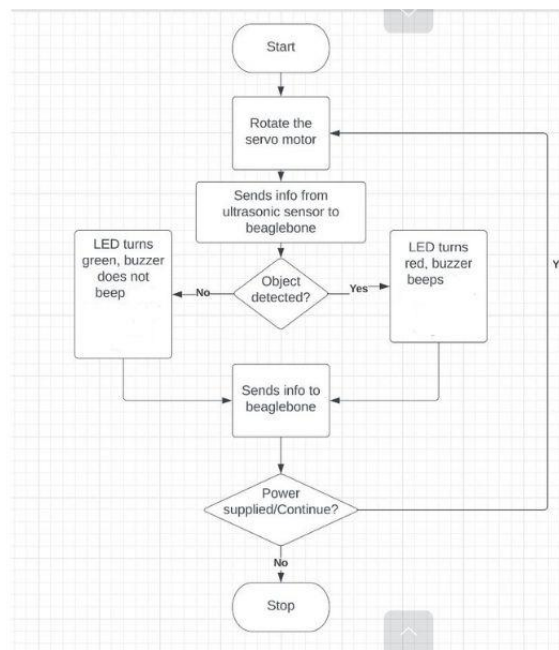 Start
Rotate the
servo motor
Sends info from
ultrasonic sensor to
beaglebone
LED turns
green, buzzer
does not
beep
Object
detected?
LED turns
red, buzzer
beeps
No
Yes
Y
Sends info to
beaglebone
Power
supplied/Continue?
No
Stop